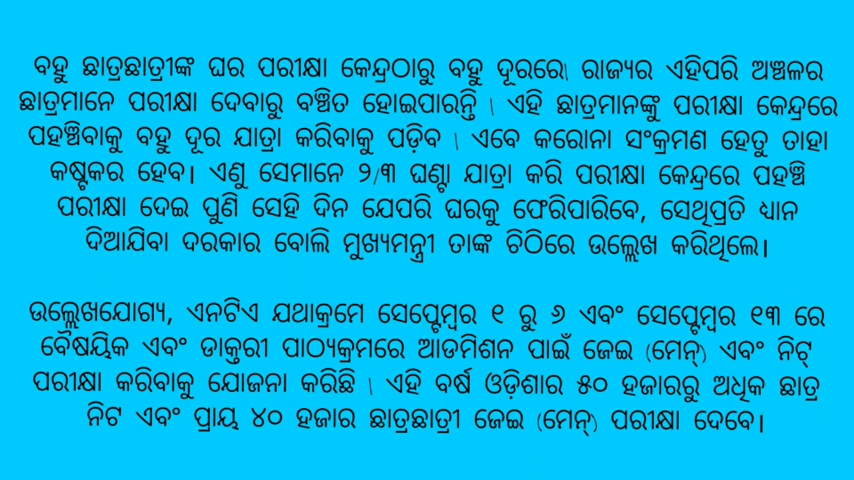 ବହୁ ଛାତ୍ରଛାତ୍ରୀଙ୍କ ଘର ପରୀକ୍ଷା କେନ୍ଦ୍ରଠାରୁ ବହୁ ଦୂରରେ। ରାଜ୍ୟର ଏହିପରି ଅଞ୍ଚଳର
ଛାତ୍ରମାନେ ପରୀକ୍ଷା ଦେବାରୁ ବଞ୍ଚିତ ହୋଇପାରନ୍ତି । ଏହି ଛାତ୍ରମାନଙ୍କୁ ପରୀକ୍ଷା କେନ୍ଦ୍ରରେ
ପହଞ୍ଚିବାକୁ ବହୁ ଦୂର ଯାତ୍ରା କରିବାକୁ ପଡ଼ିବ । ଏବେ କରୋନା ସଂକ୍ରମଣ ହେତୁ ତାହା
କଷ୍ଟକର ହେବ। ଏଣୁ ସେମାନେ ୨/୩ ଘଣ୍ଟା ଯାତ୍ରା କରି ପରୀକ୍ଷା କେନ୍ଦ୍ରରେ ପହଞ୍ଚି
ପରୀକ୍ଷା ଦେଇ ପୁଣି ସେହି ଦିନ ଯେପରି ଘରକୁ ଫେରିପାରିବେ, ସେଥିପ୍ରତି ଧ୍ୟାନ
ଦିଆଯିବା ଦରକାର ବୋଲି ମୁଖ୍ୟମନ୍ତ୍ରୀ ତାଙ୍କ ଚିଠିରେ ଉଲ୍ଲେଖ କରିଥିଲେ।
ଉଲ୍ଲେଖଯୋଗ୍ୟ, ଏନଟିଏ ଯଥାକ୍ରମେ ସେପ୍ଟେମ୍ବର ୧ ରୁ ୬ ଏବଂ ସେପ୍ଟେମ୍ବର ୧୩ ରେ
ବୈଷୟିକ ଏବଂ ଡାକ୍ତରୀ ପାଠ୍ୟକ୍ରମରେ ଆଡମିଶନ ପାଇଁ ଜେଇ (ମେନ୍) ଏବଂ ନିଟ୍
ପରୀକ୍ଷା କରିବାକୁ ଯୋଜନା କରିଛି । ଏହି ବର୍ଷ ଓଡ଼ିଶାର ୫୦ ହଜାରରୁ ଅଧିକ ଛାତ୍ର
ନିଟ ଏବଂ ପ୍ରାୟ ୪୦ ହଜାର ଛାତ୍ରଛାତ୍ରୀ ଜେଇ (ମେନ୍) ପରୀକ୍ଷା ଦେବେ।